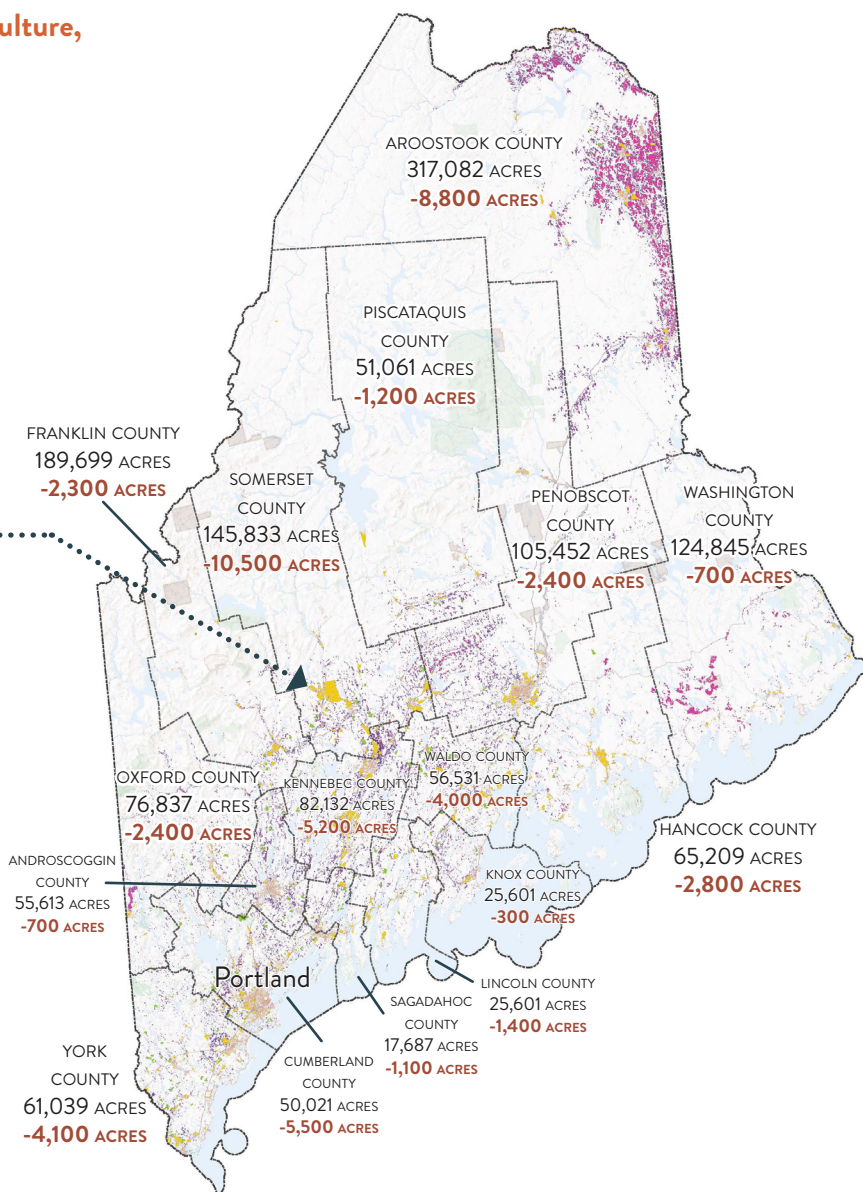 ulture,
AROOSTOOK COUNTY
317,082 ACRES
-8,800 ACRES
PISCATAQUIS
COUNTY
51,061 ACRES
-1,200 ACRES
FRANKLIN COUNTY
189,699 ACRES
-2,300 ACRES
SOMERSET
COUNTY
145,833 ACRES
-10,500 ACRES
PENOBSCOT
COUNTY
105,452 ACRES
-2,400 ACRES
WASHINGTON
COUNTY
124,845 ACRES
-700 ACRES
OXFORD COUNTY
76,837 ACRES
-2,400 ACRES
KENNEBEC COUNTY
82,132 ACRES
-5,200 ACRES
WALDO COUNTY
56,531 ACRES
-4,000 ACRES
HANCOCK COUNTY
65,209 ACRES
-2,800 ACRES
ANDROSCOGGIN
COUNTY
55,613 ACRES
-700 ACRES
KNOX COUNTY
25,601 ACRES
-300 ACRES
Portland
LINCOLN COUNTY
25,601 ACRES
-1,400 ACRES
SAGADAHOC
COUNTY
17,687 ACRES
-1,100 ACRES
YORK
COUNTY
61,039 ACRES
-4,100 ACRES
CUMBERLAND
COUNTY
50,021 ACRES
-5,500 ACRES